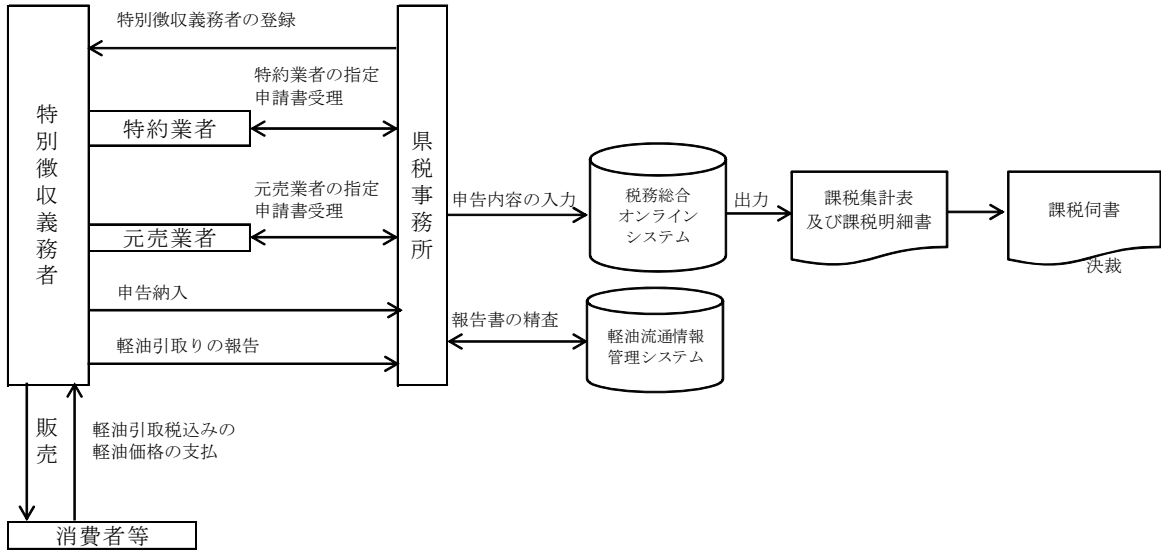 特別徴収義務者の登録
特別徴収義務者
特約業者の指定
申請書受理
特約業者
元売業者の指定
申請書受理
元売業者
申告納入
軽油引取りの報告
県税事務所
申告内容の入力
税務総合
オンライン
システム
出力
課税集計表
及び課税明細書
課税伺書
決裁
報告書の精査
軽油流通情報
管理システム
販売
軽油引取税込みの
軽油価格の支払
消費者等